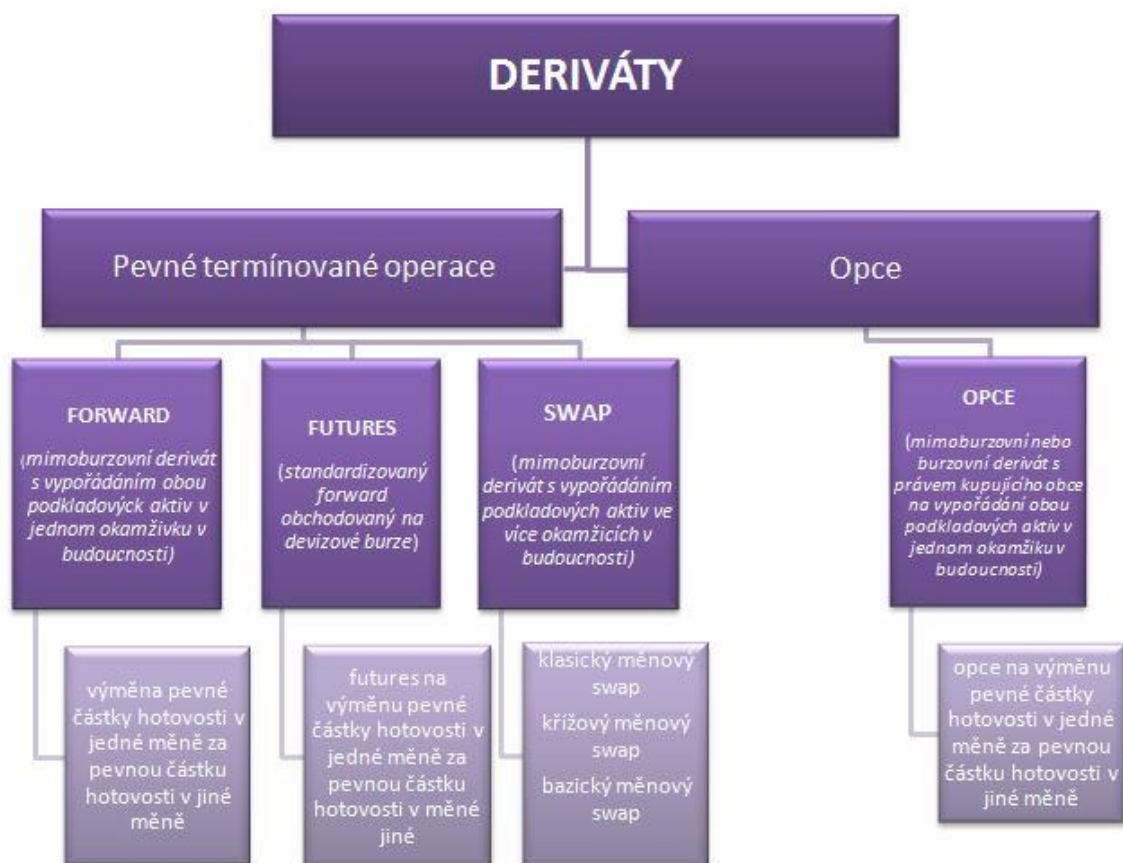 DERIVÁTY
Pevné termínované operace
Opce
FORWARD
(mimoburzovní derivát
s vypořádáním obou
podkladovýck aktiv v
jednom okamživku v
budoucnosti)
FUTURES
(standardizovaný
forward
obchodovaný na
devizové burze)
SWAP
(mimoburzovní
derivát s vypořádáním
podkladových aktiv ve
více okamžicích v
budoucnosti)
OPCE
(mimoburzovní nebo
burzovní derivát s
právem kupujícího obce
na vypořádání obou
podkladových aktiv v
jednom okamžiku v
budoucnosti)
výměna pevné
částky hotovosti v
jedné měně za
pevnou částku
hotovosti v jiné
měně
futures na
výměnu pevné
částky hotovosti v
jedné měně za
pevnou částku
hotovosti v měné
jiné
klasický měnový
swap
křížový měnový
swap
bazický měnový
swap
opce na výměnu
pevné částky
hotovosti v jedné
měně za pevnou
částku hotovosti v
jiné měně